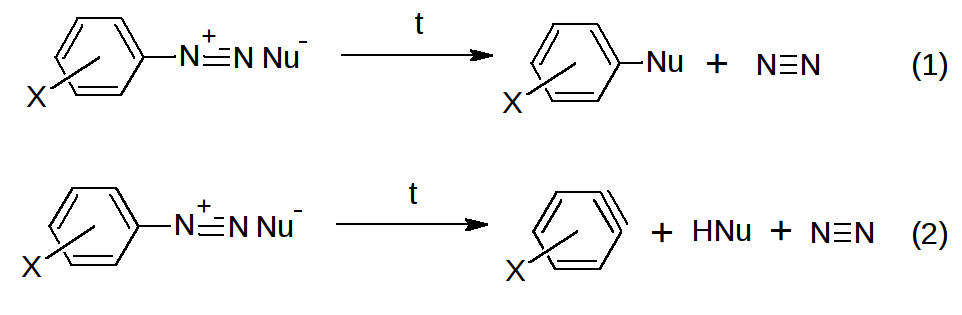 t
N⁺≡N Nu⁻ Nu + N≡N (1)
X X
t
N⁺≡N Nu⁻ + HNu + N≡N (2)
X X